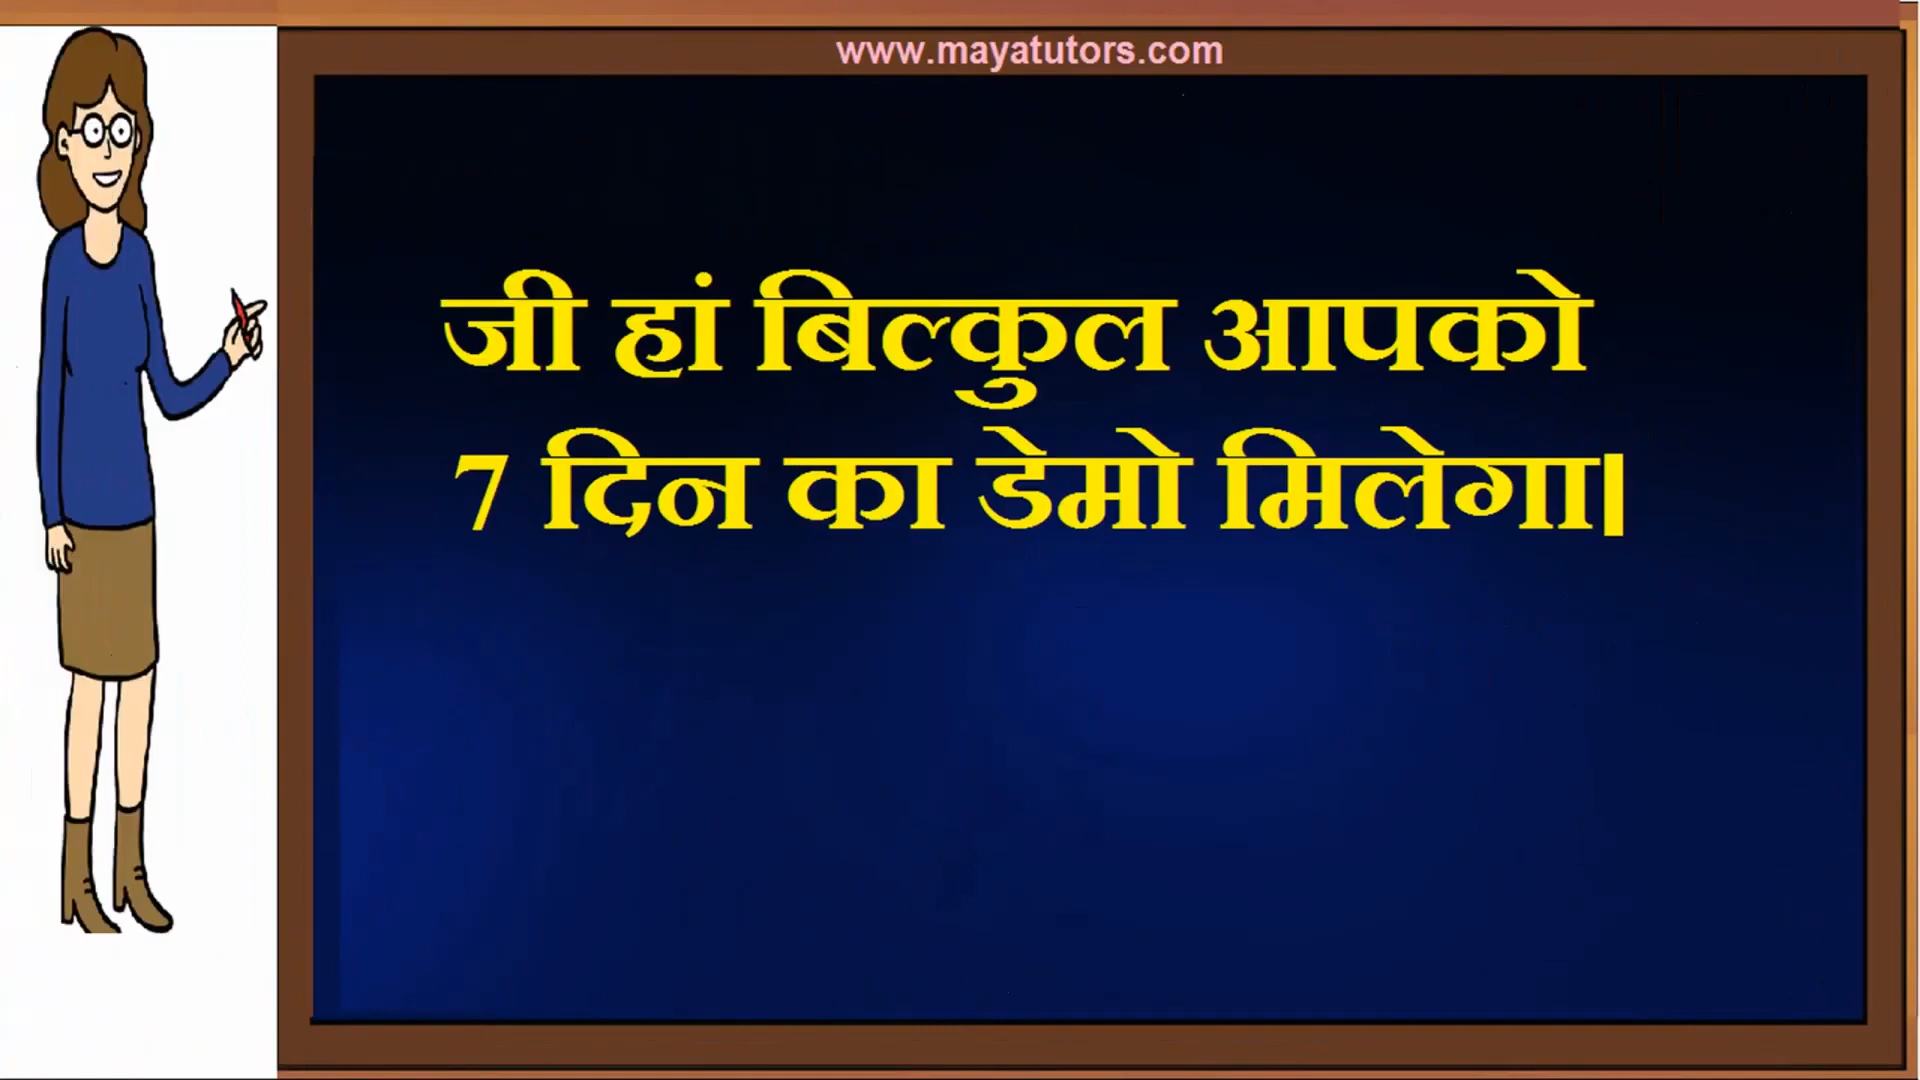 www.mayatutors.com
जी हां बिल्कुल आपको
7 दिन का डेमो मिलेगा।